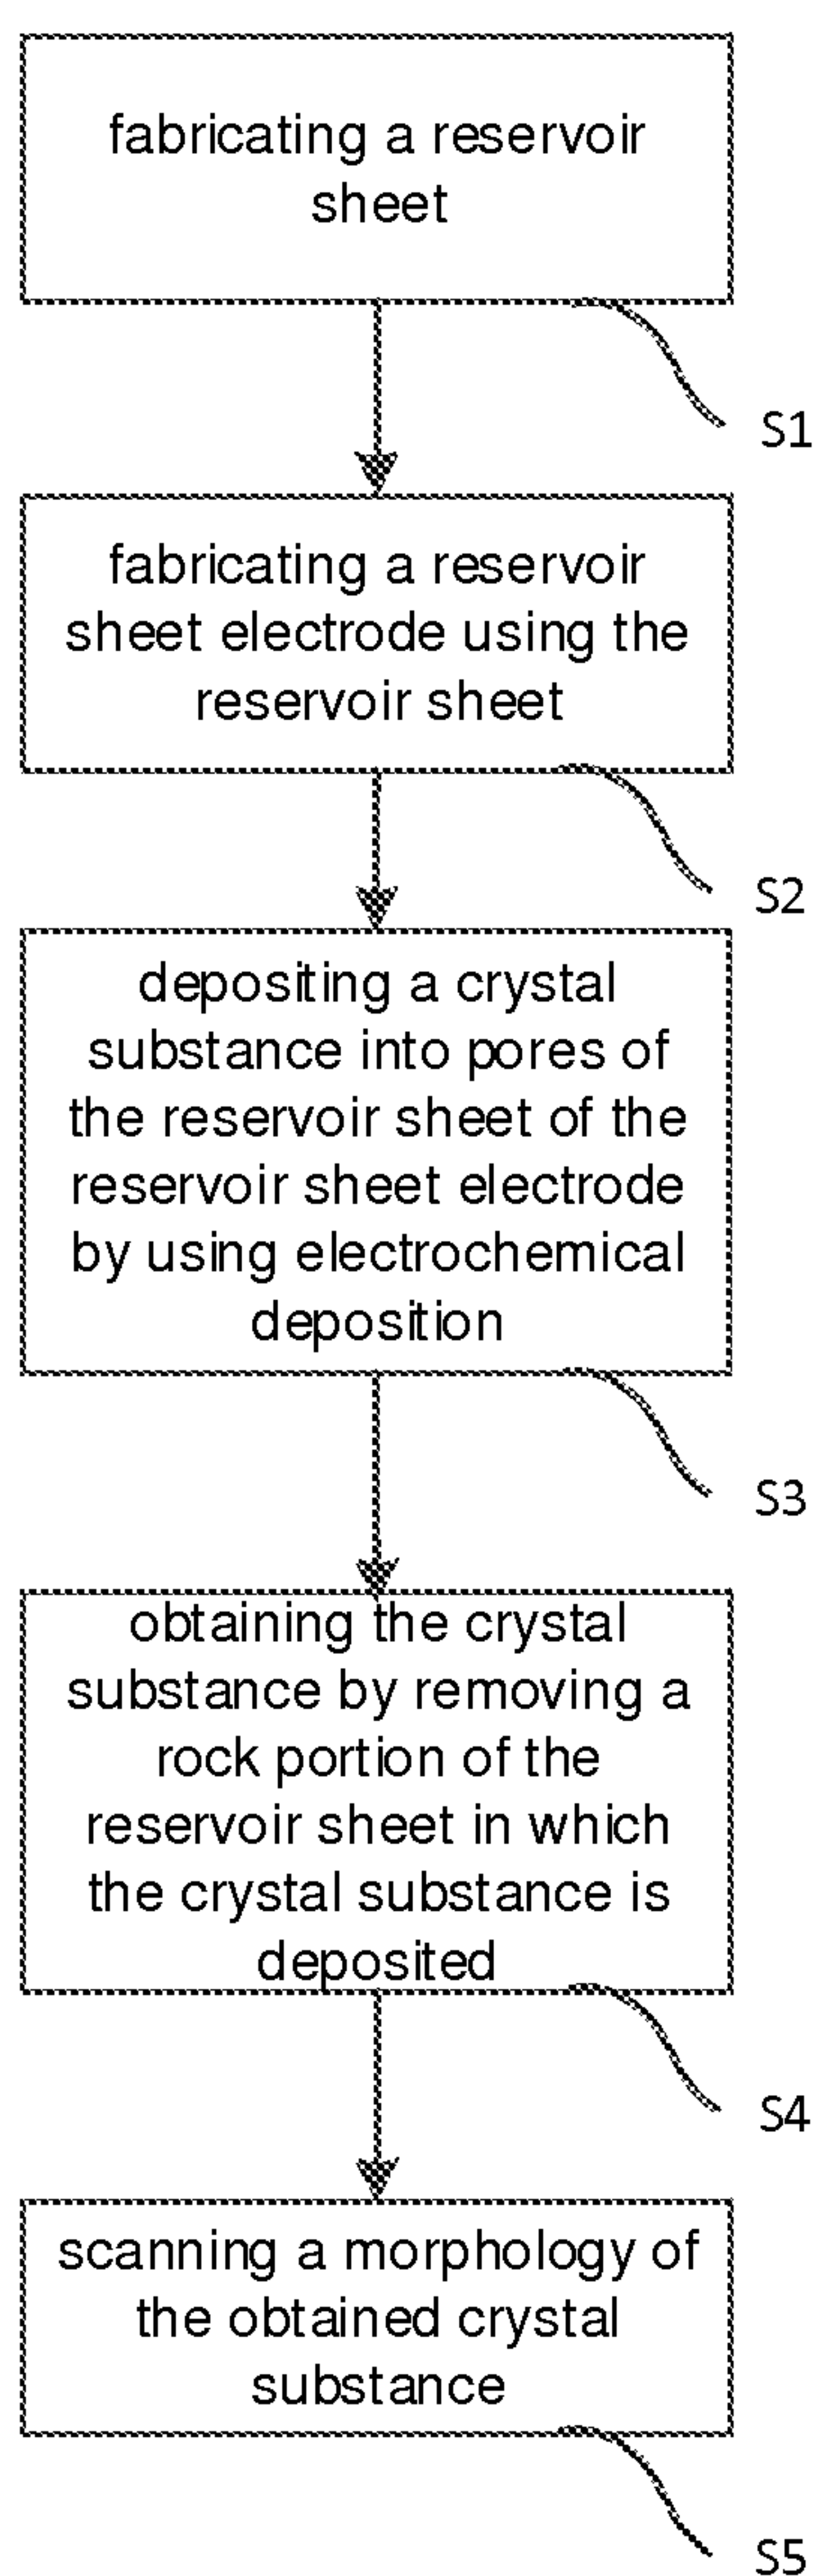 fabricating a reservoir
sheet
S1
fabricating a reservoir
sheet electrode using the
reservoir sheet
S2
depositing a crystal
substance into pores of
the reservoir sheet of the
reservoir sheet electrode
by using electrochemical
deposition
S3
obtaining the crystal
substance by removing a
rock portion of the
reservoir sheet in which
the crystal substance is
deposited
S4
scanning a morphology of
the obtained crystal
substance
S5